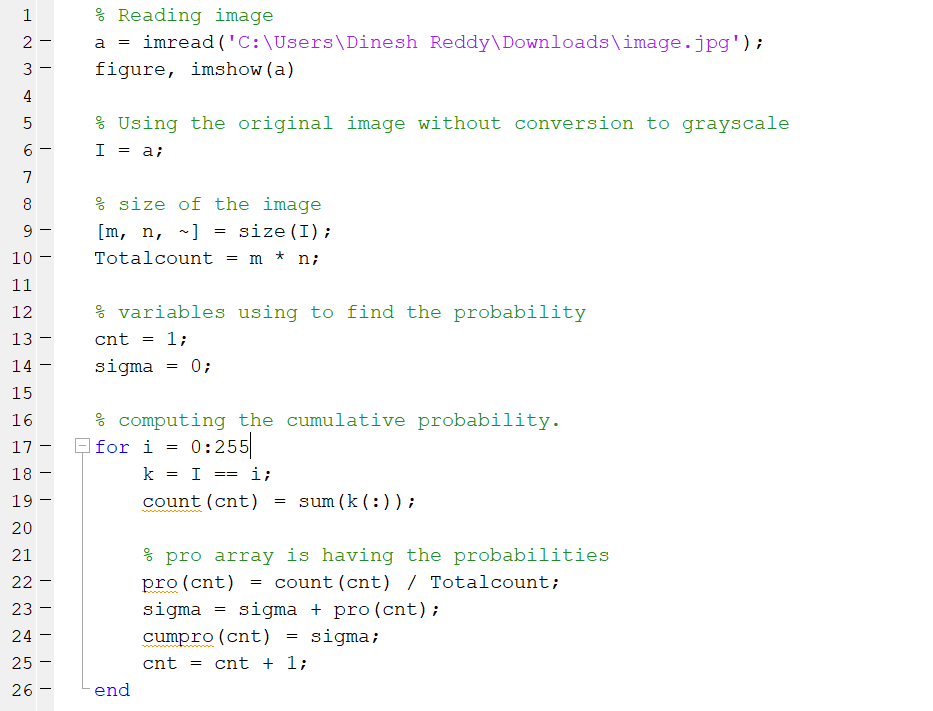 1 % Reading image
2 - a = imread('C:\Users\Dinesh Reddy\Downloads\image.jpg');
3 - figure, imshow(a)
4
5 % Using the original image without conversion to grayscale
6 - I = a;
7
8 % size of the image
9 - [m, n, ~] = size(I);
10 - Totalcount = m * n;
11
12 % variables using to find the probability
13 - cnt = 1;
14 - sigma = 0;
15
16 % computing the cumulative probability.
17 - for i = 0:255
18 - k = I == i;
19 - count(cnt) = sum(k(:));
20
21 % pro array is having the probabilities
22 - pro(cnt) = count(cnt) / Totalcount;
23 - sigma = sigma + pro(cnt);
24 - cumpro(cnt) = sigma;
25 - cnt = cnt + 1;
26 - end